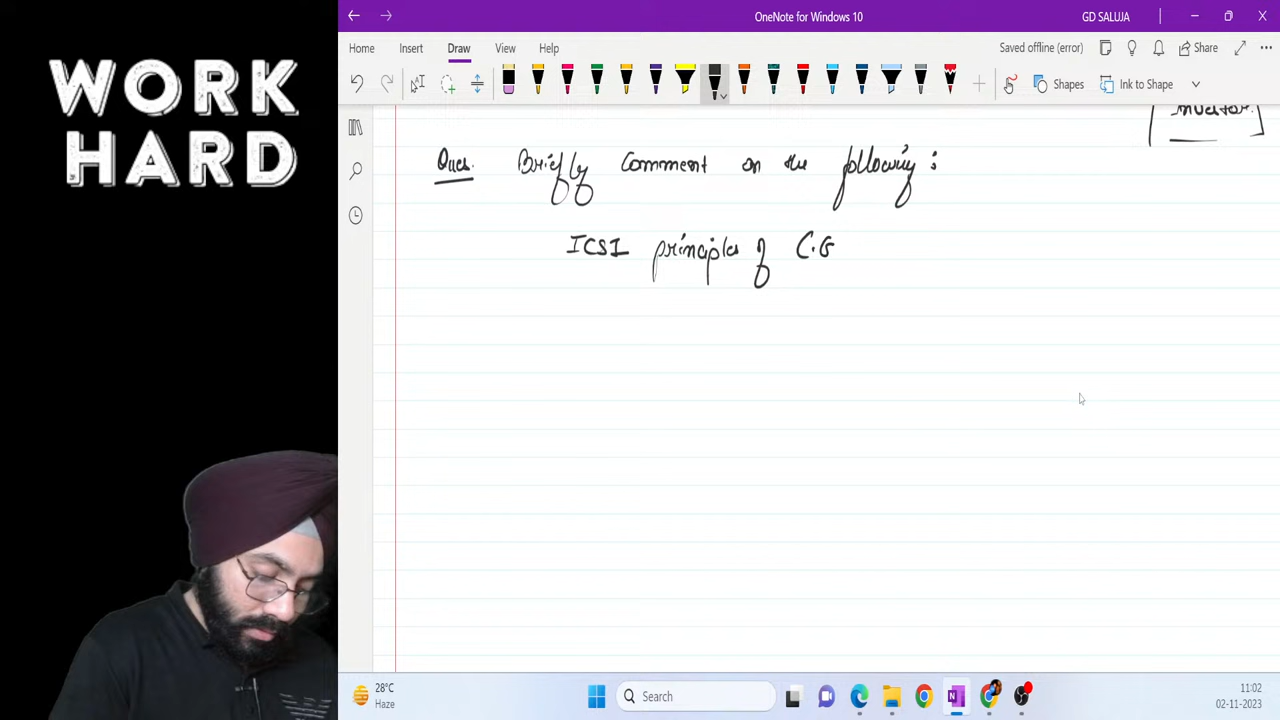 WORK
HARD
OneNote for Windows 10
GD SALUJA
Home Insert Draw View Help
Saved offline (error)
Share
Shapes
Ink to Shape
Ques. Briefly Comment on the following :
ICSI principles of C.G
28°C
Haze
Search
11:02
02-11-2023